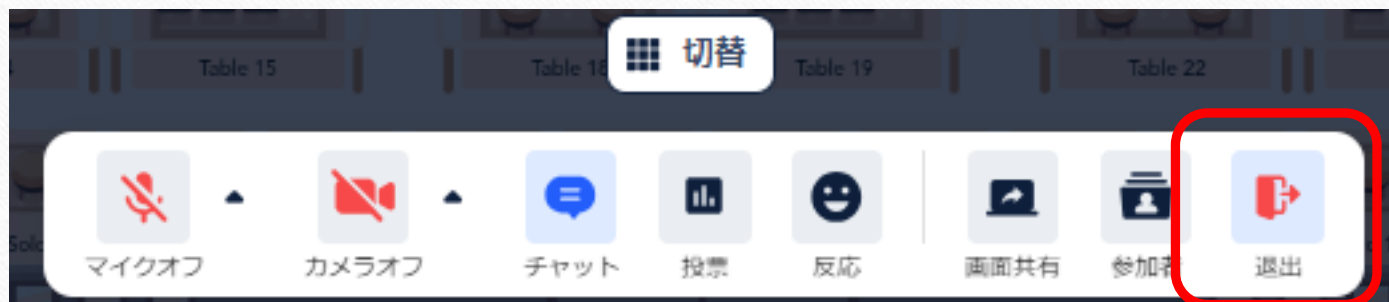 切替
Table 15
Table 18
Table 19
Table 22
マイクオフ
カメラオフ
チャット
投票
反応
画面共有
参加者
退出